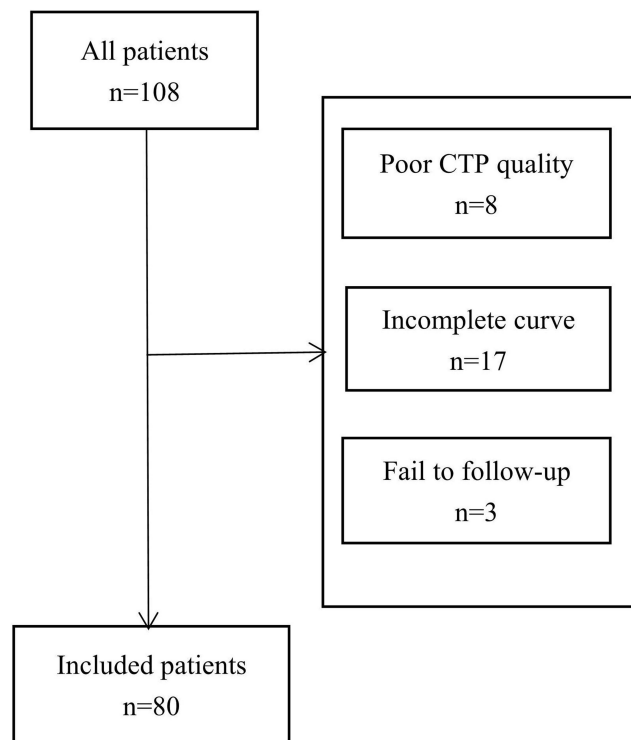 All patients
n=108
Poor CTP quality
n=8
Incomplete curve
n=17
Fail to follow-up
n=3
Included patients
n=80